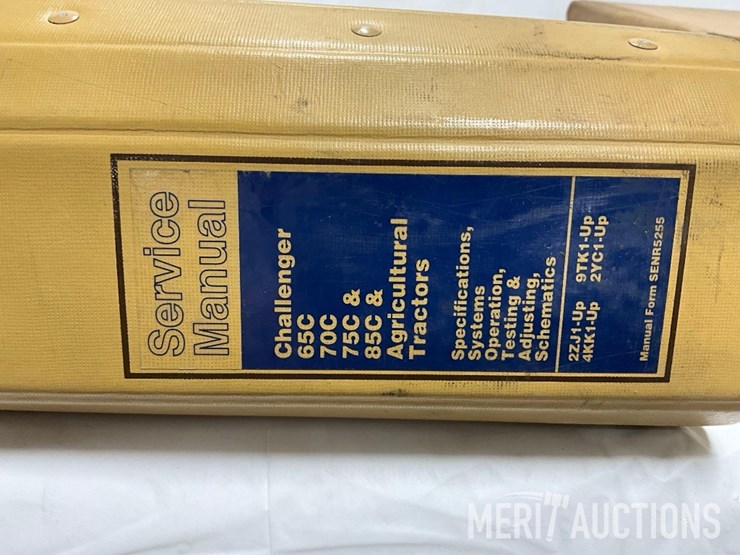 Service
Manual
Challenger
65C
70C
75C &
85C &
Agricultural
Tractors
Specifications,
Systems
Operation,
Testing &
Adjusting,
Schematics
2ZJ1-Up 9TK1-Up
4KK1-Up 2YC1-Up
Manual Form SENR5255
MERIT AUCTIONS